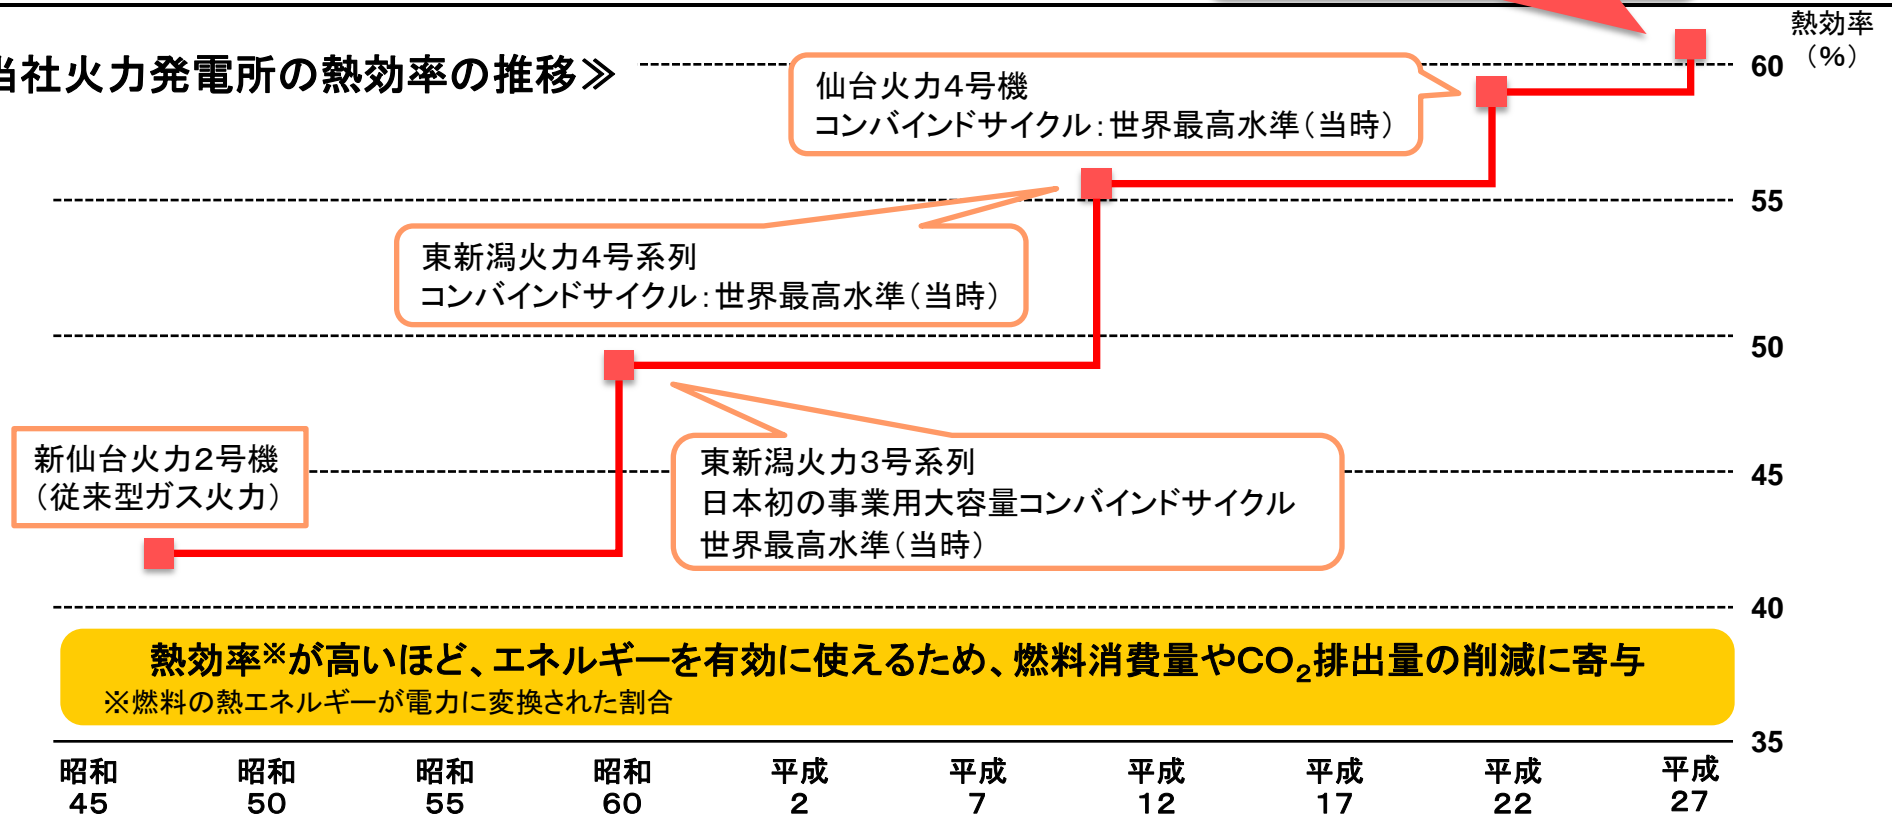 社火力発電所の熱効率の推移≫
熱効率
（％）
60
仙台火力４号機
コンバインドサイクル：世界最高水準（当時）
55
東新潟火力４号系列
コンバインドサイクル：世界最高水準（当時）
50
新仙台火力２号機
（従来型ガス火力）
東新潟火力３号系列
日本初の事業用大容量コンバインドサイクル
世界最高水準（当時）
45
40
熱効率※が高いほど、エネルギーを有効に使えるため、燃料消費量やCO₂排出量の削減に寄与
※燃料の熱エネルギーが電力に変換された割合
35
昭和 昭和 昭和 昭和 平成 平成 平成 平成 平成 平成
45 50 55 60 2 7 12 17 22 27